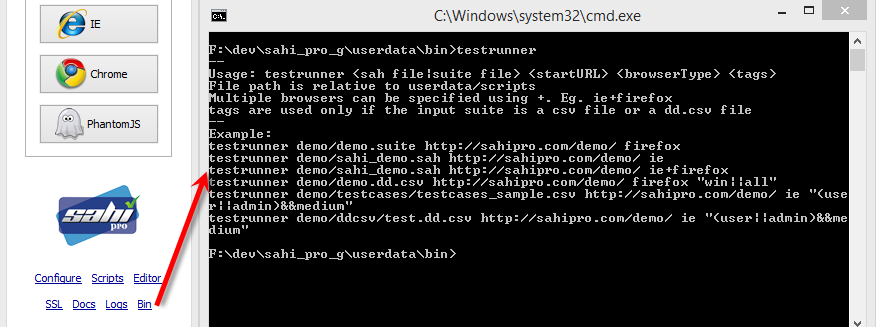 IE
Chrome
PhantomJS
sahi
pro
Configure Scripts Editor
SSL Docs Logs Bin
C:\Windows\system32\cmd.exe
C:\.
F:\dev\sahi_pro_g\userdata\bin>testrunner
--
Usage: testrunner <sah file|suite file> <startURL> <browserType> <tags>
File path is relative to userdata/scripts
Multiple browsers can be specified using +. Eg. ie+firefox
tags are used only if the input suite is a csv file or a dd.csv file
--
Example:
testrunner demo/demo.suite http://sahipro.com/demo/ firefox
testrunner demo/sahi_demo.sah http://sahipro.com/demo/ ie
testrunner demo/sahi_demo.sah http://sahipro.com/demo/ ie+firefox
testrunner demo/demo.dd.csv http://sahipro.com/demo/ firefox "win||all"
testrunner demo/testcases/testcases_sample.csv http://sahipro.com/demo/ ie "(use
r||admin)&&medium"
testrunner demo/ddcsv/test.dd.csv http://sahipro.com/demo/ ie "(user||admin)&&me
dium"
F:\dev\sahi_pro_g\userdata\bin>